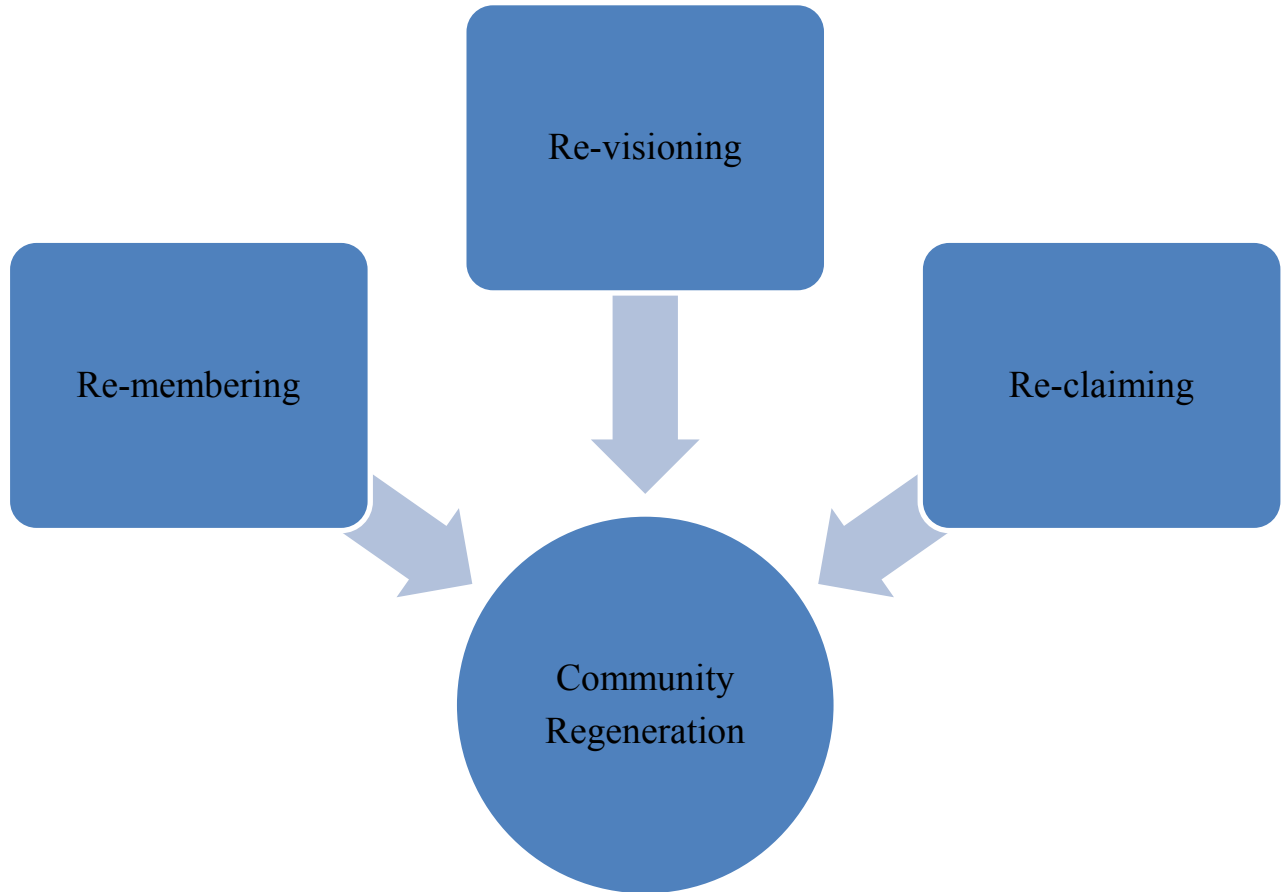 Re-visioning
Re-membering
Re-claiming
Community
Regeneration